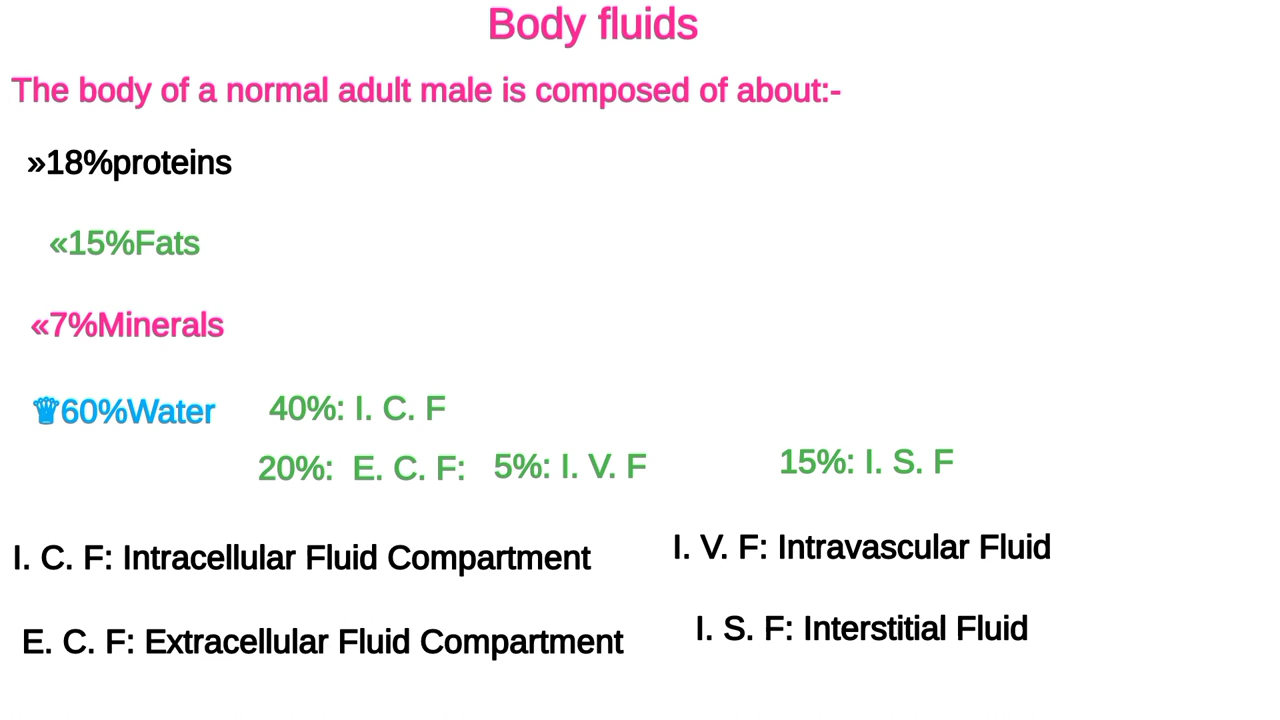 Body fluids
The body of a normal adult male is composed of about:-
»18%proteins
«15%Fats
«7%Minerals
♛60%Water 40%: I. C. F
20%: E. C. F: 5%: I. V. F 15%: I. S. F
I. C. F: Intracellular Fluid Compartment I. V. F: Intravascular Fluid
E. C. F: Extracellular Fluid Compartment I. S. F: Interstitial Fluid